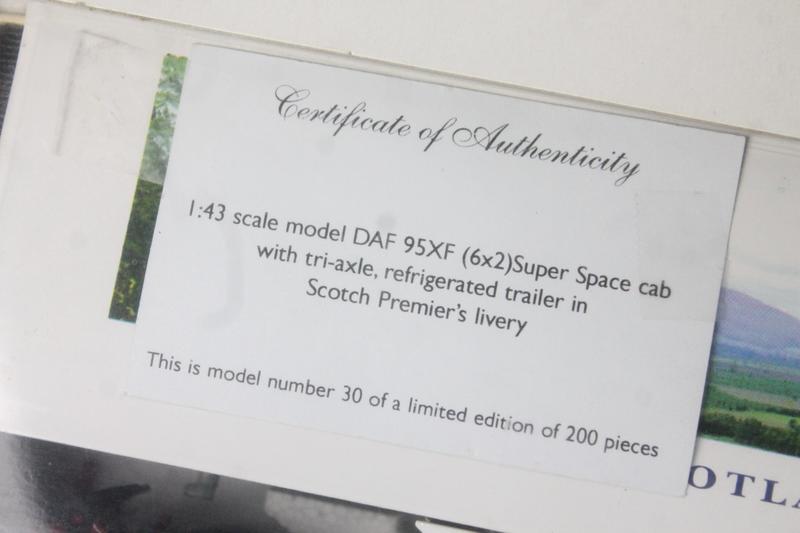 Certificate of Authenticity
1:43 scale model DAF 95XF (6x2)Super Space cab
with tri-axle, refrigerated trailer in
Scotch Premier's livery
This is model number 30 of a limited edition of 200 pieces
OTLA